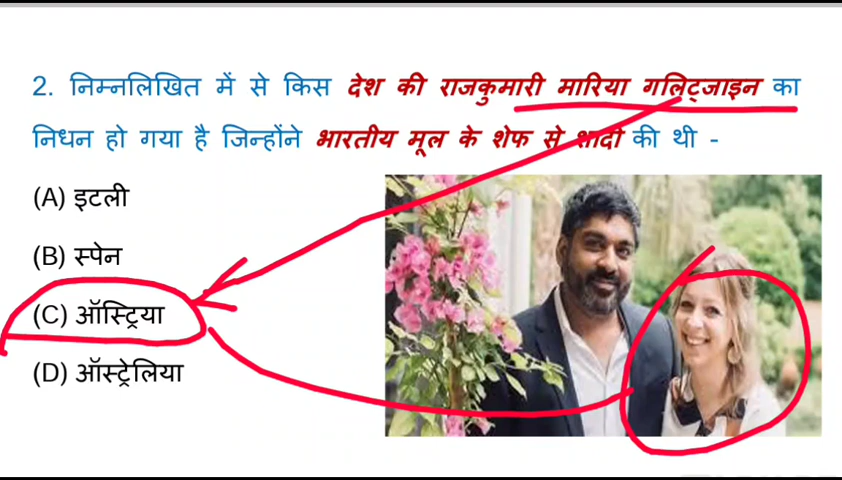 2. निम्नलिखित में से किस देश की राजकुमारी मारिया गलिट्जाइन का
निधन हो गया है जिन्होंने भारतीय मूल के शेफ से शादी की थी -
(A) इटली
(B) स्पेन
(C) ऑस्ट्रिया
(D) ऑस्ट्रेलिया